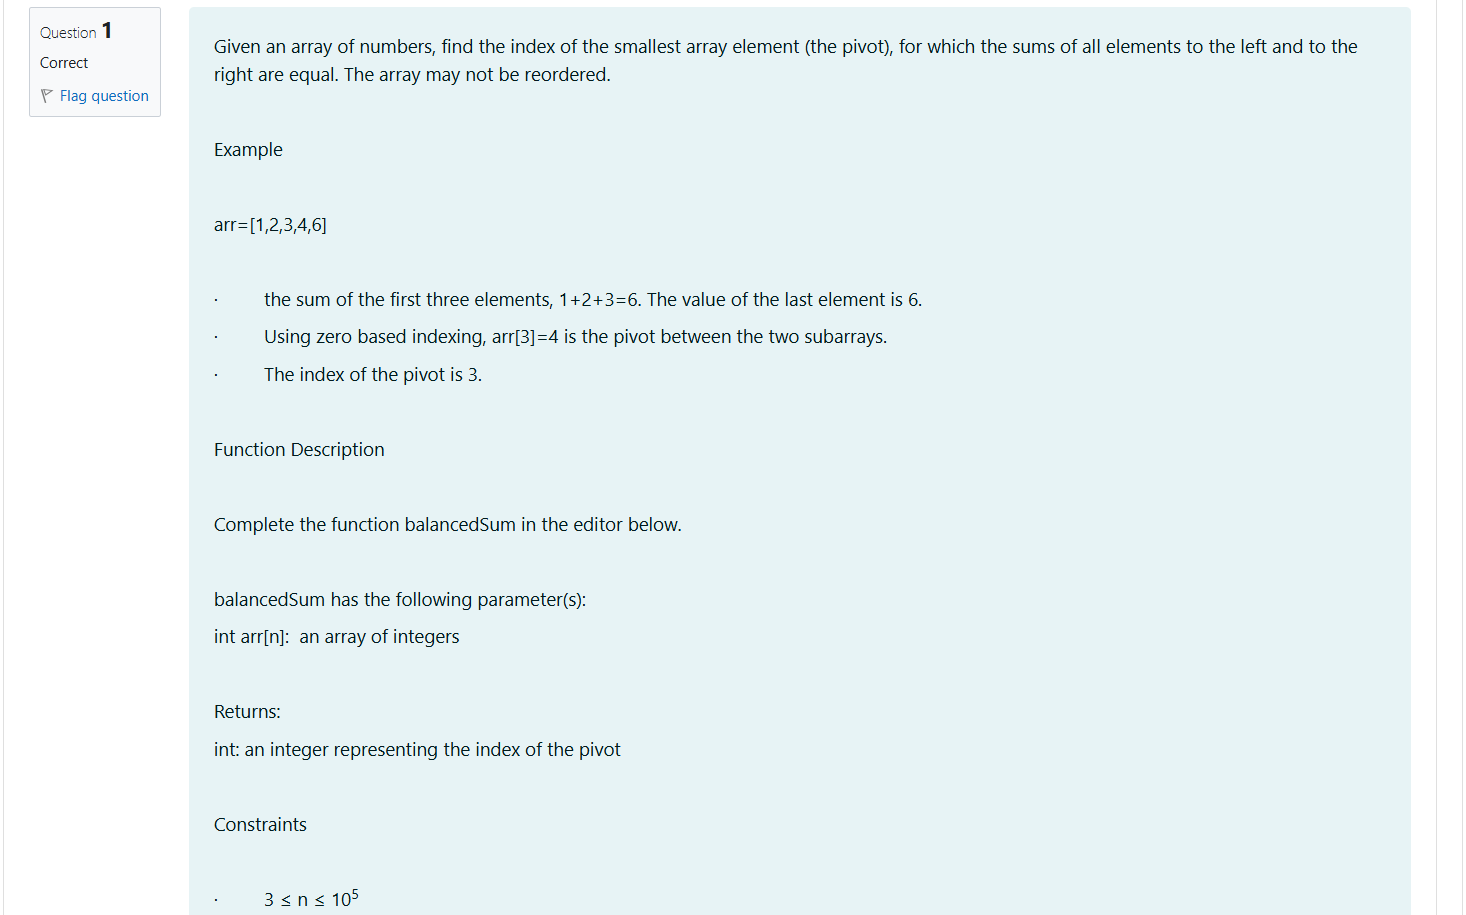 Question 1
Correct
Flag question
Given an array of numbers, find the index of the smallest array element (the pivot), for which the sums of all elements to the left and to the
right are equal. The array may not be reordered.
Example
arr=[1,2,3,4,6]
· the sum of the first three elements, 1+2+3=6. The value of the last element is 6.
· Using zero based indexing, arr[3]=4 is the pivot between the two subarrays.
· The index of the pivot is 3.
Function Description
Complete the function balancedSum in the editor below.
balancedSum has the following parameter(s):
int arr[n]:  an array of integers
Returns:
int: an integer representing the index of the pivot
Constraints
· 3 ≤ n ≤ 10⁵